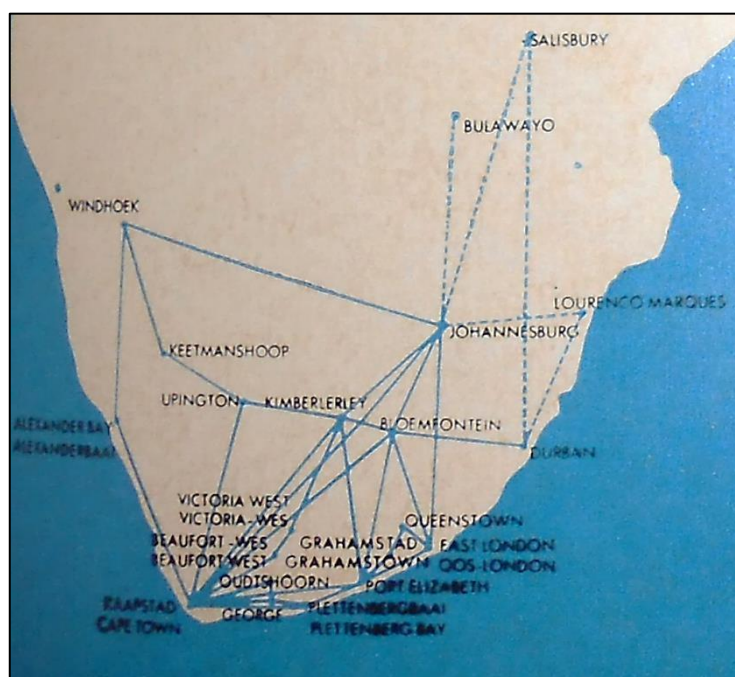 SALISBURY
BULAWAYO
WINDHOEK
LOURENCO MARQUES
JOHANNESBURG
KEETMANSHOOP
UPINGTON
KIMBERLERLEY
BLOEMFONTEIN
ALEXANDER BAY
ALEXANDERBAAI
DURBAN
VICTORIA WEST
VICTORIA-WES
QUEENSTOWN
BEAUFORT-WES
GRAHAMSTAD
EAST LONDON
BEAUFORT WEST
GRAHAMSTOWN
OOS-LONDON
OUDTSHOORN
PORT ELIZABETH
KAAPSTAD
GEORGE
PLETTENBERGBAAI
CAPE TOWN
PLETTENBERG BAY